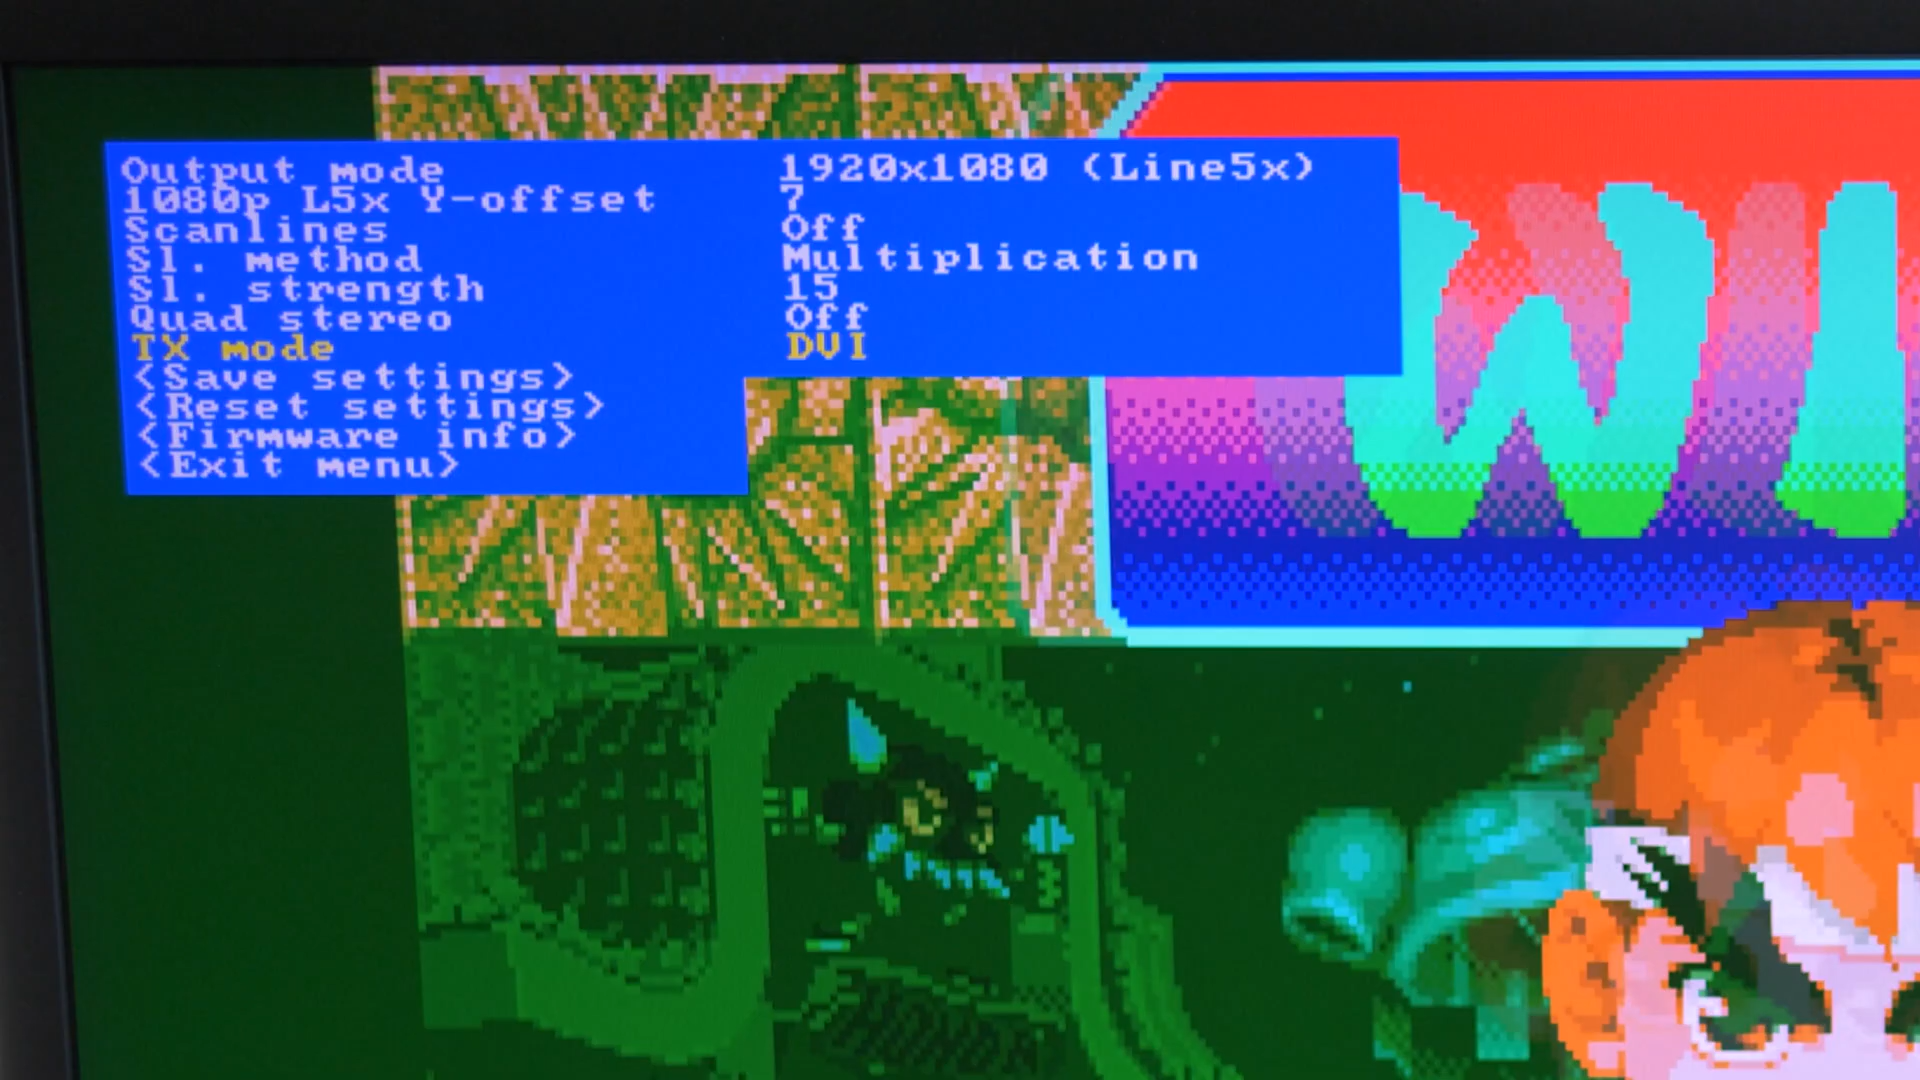 Output mode 1920x1080 (Line5x)
1080p L5x Y-offset 7
Scanlines Off
Sl. method Multiplication
Sl. strength 15
Quad stereo Off
TX mode DVI
<Save settings>
<Reset settings>
<Firmware info>
<Exit menu>
WI